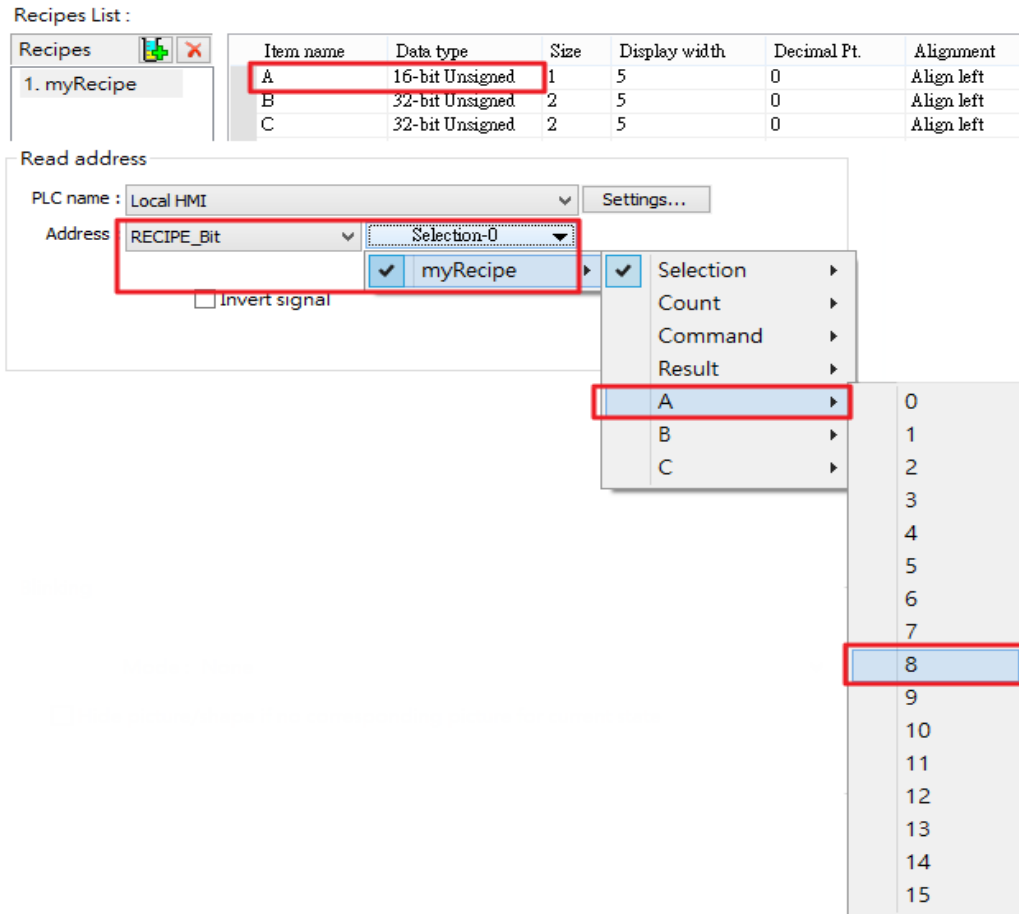 Recipes List :
Recipes
1. myRecipe
Item name Data type Size Display width Decimal Pt. Alignment
A 16-bit Unsigned 1 5 0 Align left
B 32-bit Unsigned 2 5 0 Align left
C 32-bit Unsigned 2 5 0 Align left
Read address
PLC name : Local HMI Settings...
Address : RECIPE_Bit Selection-0
myRecipe
Invert signal
Selection
Count
Command
Result
A
B
C
0
1
2
3
4
5
6
7
8
9
10
11
12
13
14
15